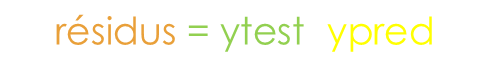 résidus = ytest  ypred